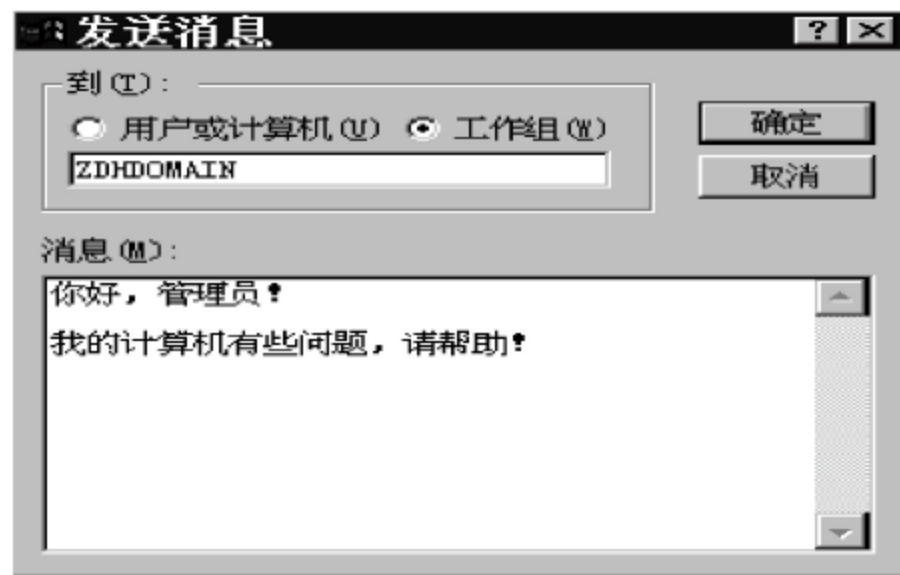 发送消息
到(T):
用户或计算机(U) 工作组(W)
ZDHDOMAIN
确定
取消
消息(M):
你好，管理员!
我的计算机有些问题，请帮助!